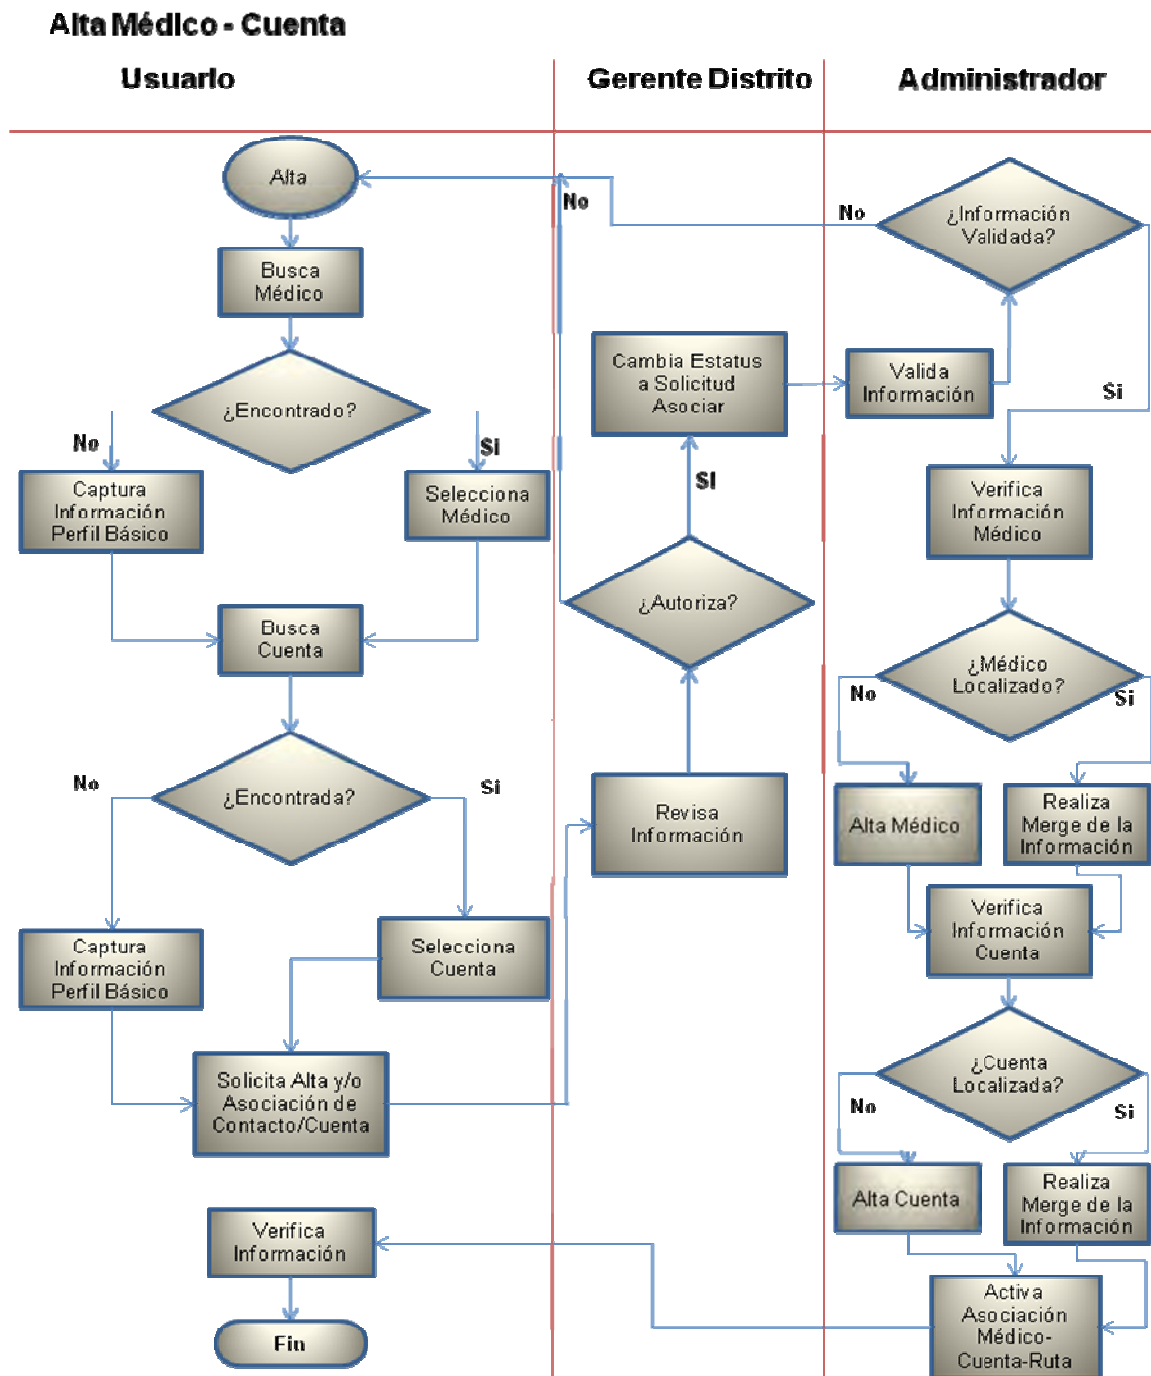 Alta Médico - Cuenta
Usuario
Gerente Distrito
Administrador
Alta
No
No
¿Información
Validada?
Busca
Médico
Cambia Estatus
a Solicitud
Asociar
Valida
Información
Si
¿Encontrado?
No
Si
SI
Captura
Información
Perfil Básico
Selecciona
Médico
Verifica
Información
Médico
¿Autoriza?
Busca
Cuenta
¿Médico
Localizado?
No
Si
¿Encontrada?
No
Si
Revisa
Información
Alta Médico
Realiza
Merge de la
Información
Captura
Información
Perfil Básico
Selecciona
Cuenta
Verifica
Información
Cuenta
Solicita Alta y/o
Asociación de
Contacto/Cuenta
¿Cuenta
Localizada?
No
Si
Alta Cuenta
Realiza
Merge de la
Información
Verifica
Información
Activa
Asociación
Médico-
Cuenta-Ruta
Fin